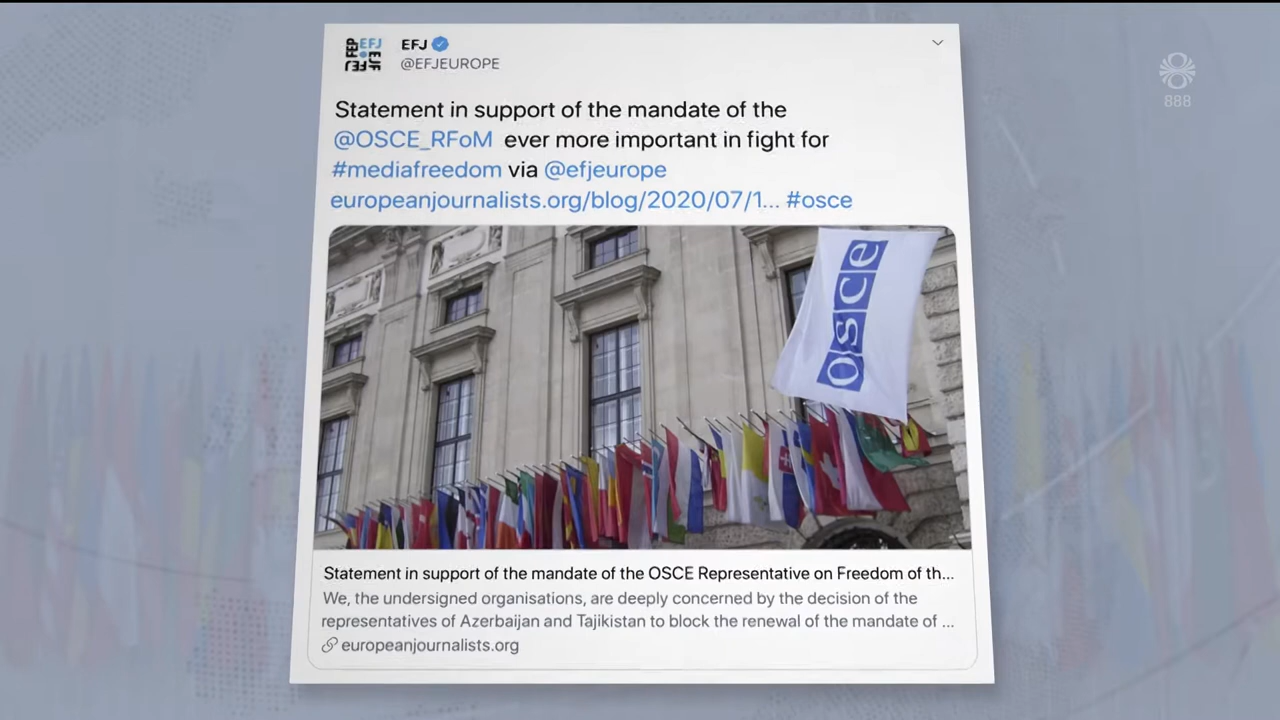 EFJ
@EFJEUROPE
888
Statement in support of the mandate of the
@OSCE_RFoM ever more important in fight for
#mediafreedom via @efjeurope
europeanjournalists.org/blog/2020/07/1... #osce
osce
Statement in support of the mandate of the OSCE Representative on Freedom of th...
We, the undersigned organisations, are deeply concerned by the decision of the
representatives of Azerbaijan and Tajikistan to block the renewal of the mandate of ...
europeanjournalists.org